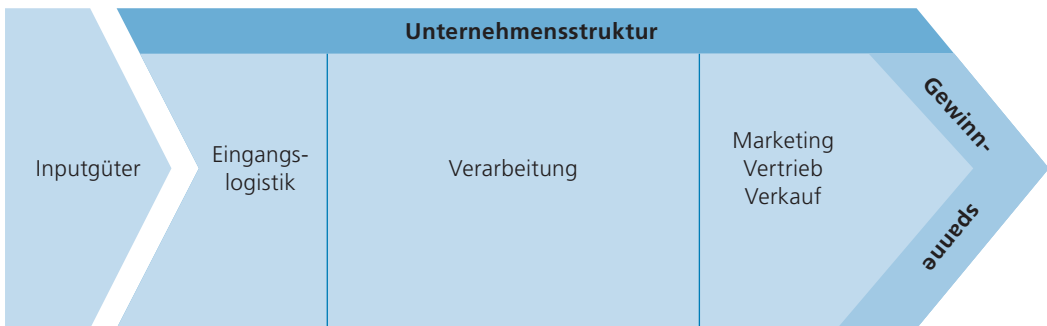 Unternehmensstruktur
Inputgüter
Eingangs-
logistik
Verarbeitung
Marketing
Vertrieb
Verkauf
Gewinn-
spanne